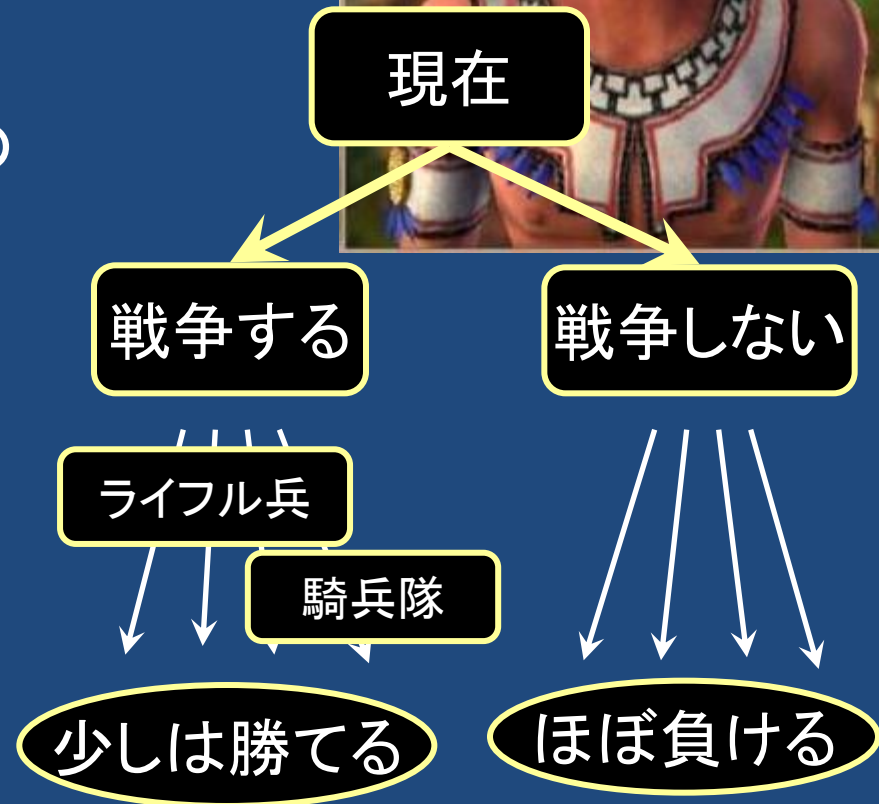 現在
戦争する
戦争しない
ライフル兵
騎兵隊
少しは勝てる
ほぼ負ける